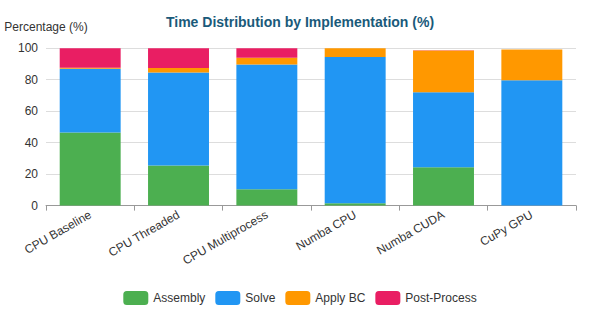 Time Distribution by Implementation (%)
Percentage (%)
100
80
60
40
20
0
CPU Baseline
CPU Threaded
CPU Multiprocess
Numba CPU
Numba CUDA
CuPy GPU
Assembly Solve Apply BC Post-Process